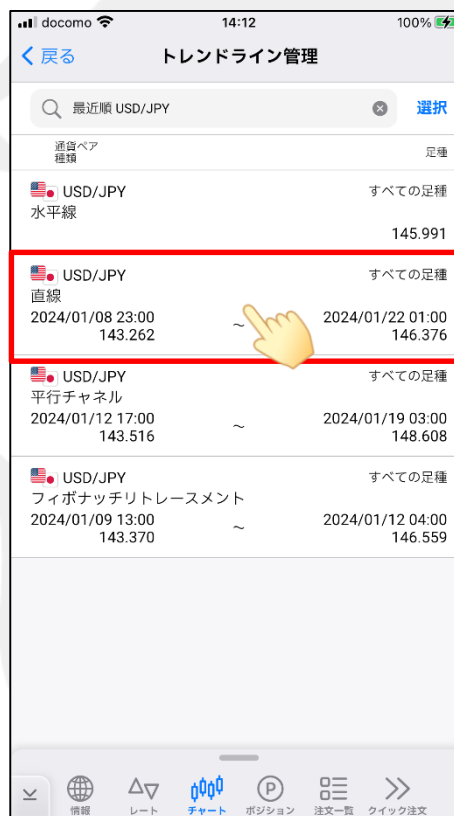 docomo 14:12 100%
戻る トレンドライン管理
最近順 USD/JPY 選択
通貨ペア
種類 足種
USD/JPY すべての足種
水平線
145.991
USD/JPY すべての足種
直線
2024/01/08 23:00 ～ 2024/01/22 01:00
143.262 146.376
USD/JPY すべての足種
平行チャネル
2024/01/12 17:00 ～ 2024/01/19 03:00
143.516 148.608
USD/JPY すべての足種
フィボナッチリトレースメント
2024/01/09 13:00 ～ 2024/01/12 04:00
143.370 146.559
情報 レート チャート ポジション 注文一覧 クイック注文